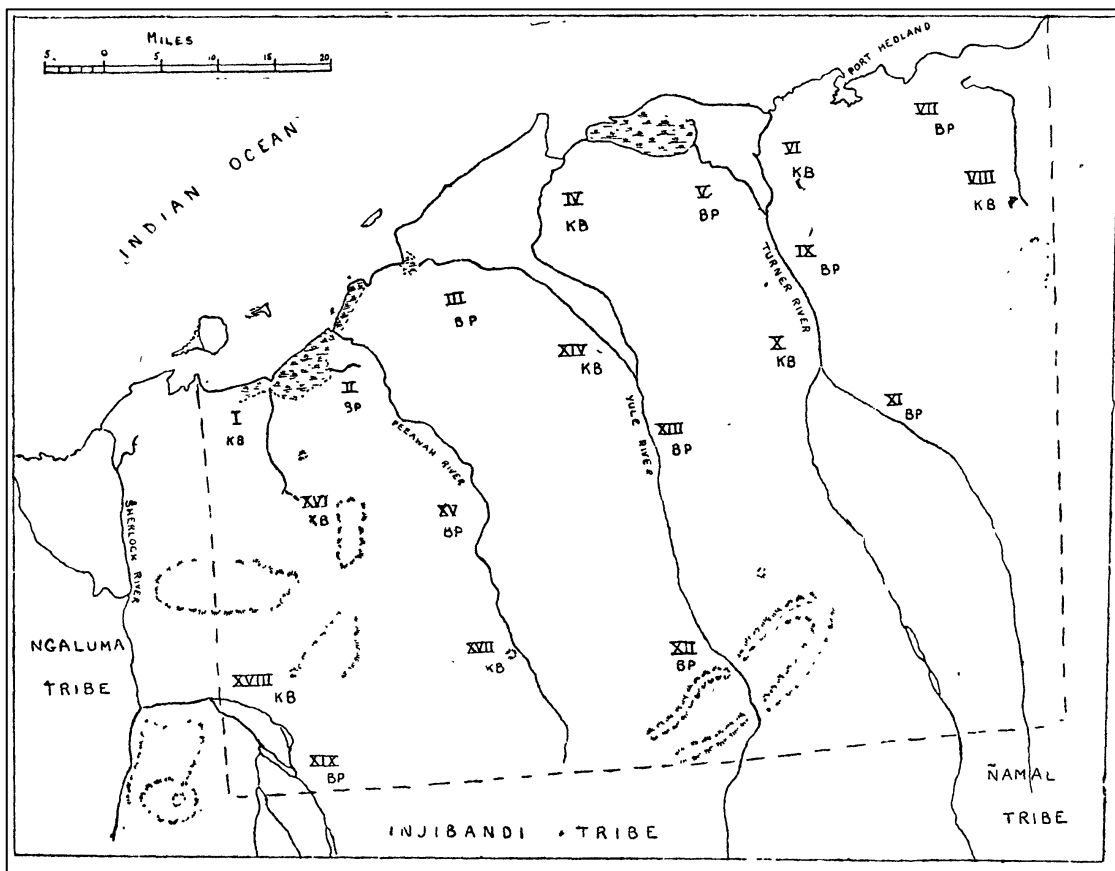 MILES
5 0 5 10 15 20
INDIAN OCEAN
PORT HEDLAND
VII
BP
VI
KB
VIII
KB
IV
KB
V
BP
IX
BP
TURNER RIVER
III
BP
XIV
KB
X
KB
I
KB
II
BP
XI
BP
PEEAWAH RIVER
YULE RIVER
XIII
BP
XVI
KB
XV
BP
SHERLOCK RIVER
NGALUMA
TRIBE
XVII
KB
XII
BP
XVIII
KB
XIX
BP
ÑAMAL
TRIBE
INJIBANDI • TRIBE